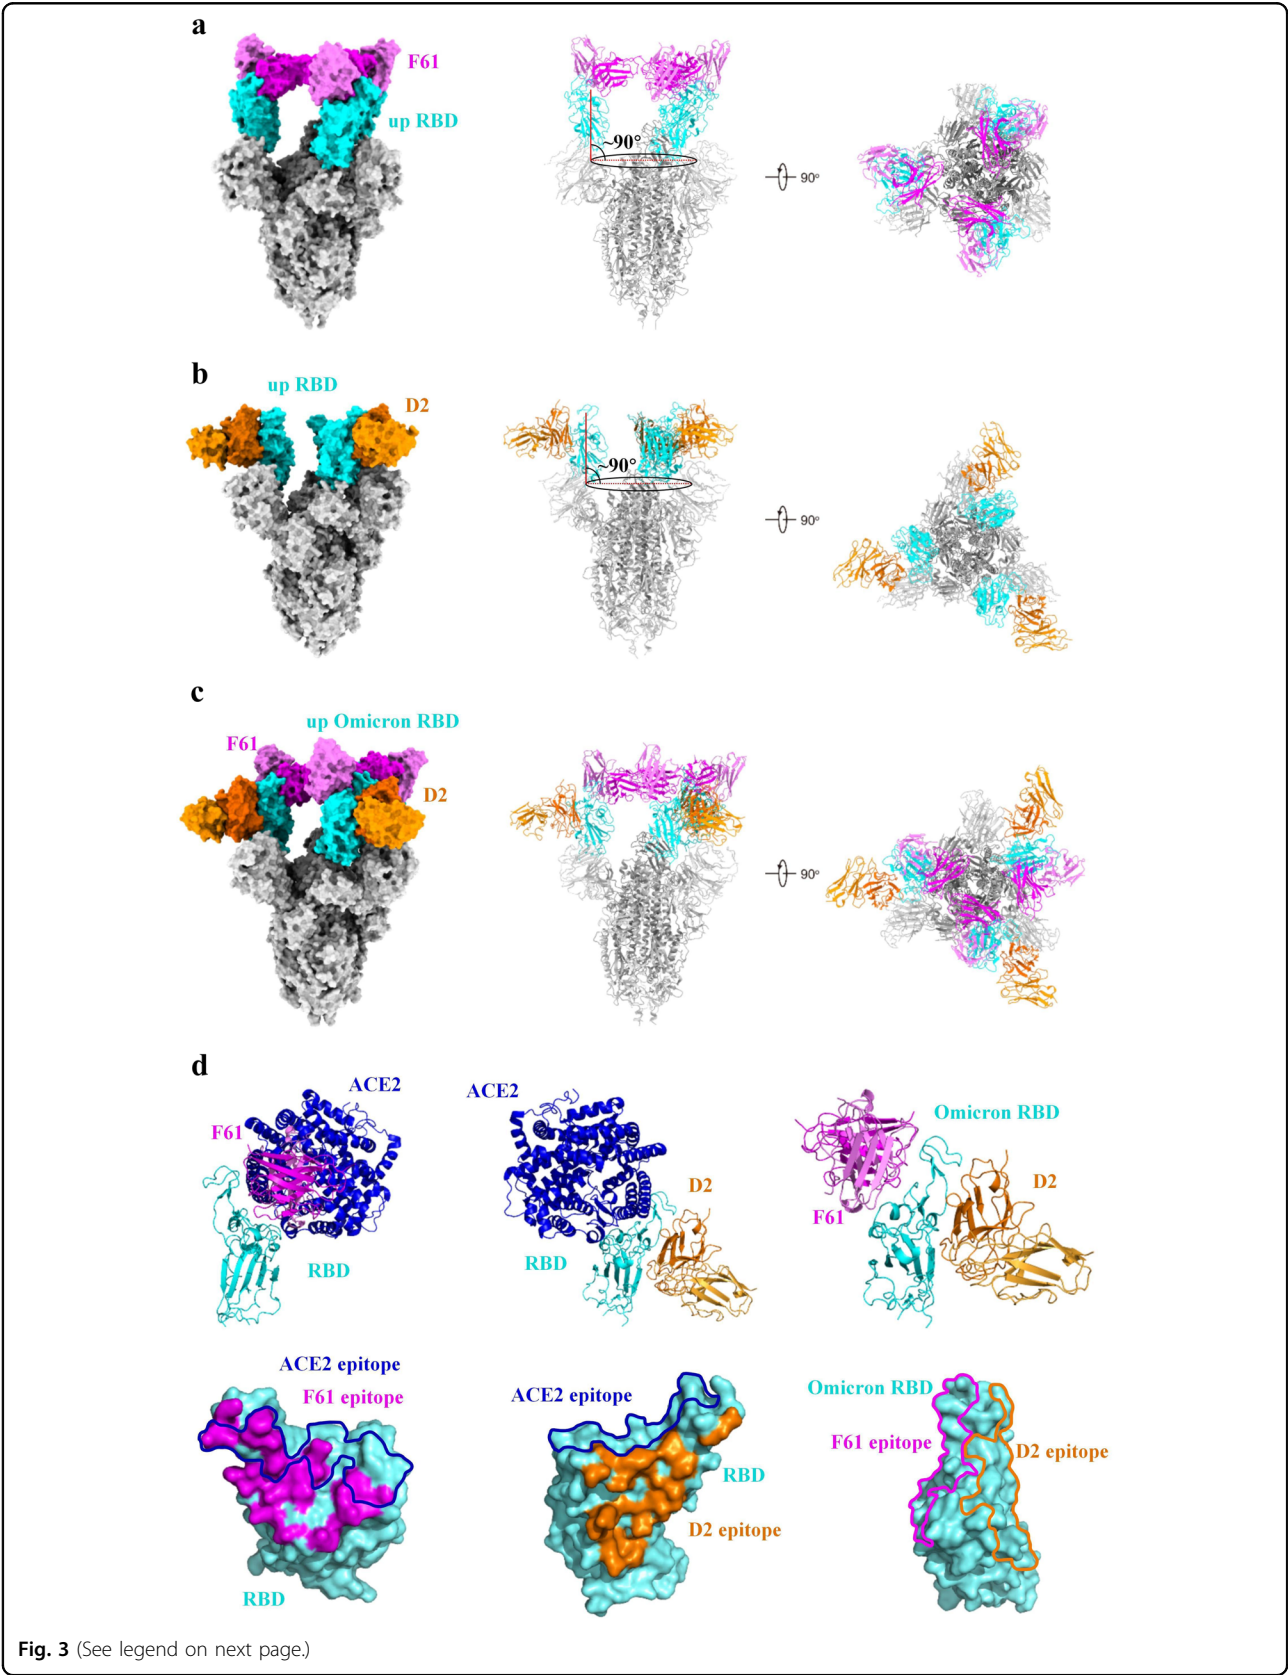 a
F61
up RBD
~90°
90°
b
up RBD
D2
~90°
90°
c
up Omicron RBD
F61
D2
90°
d
ACE2
F61
RBD
ACE2
D2
RBD
Omicron RBD
D2
F61
ACE2 epitope
F61 epitope
RBD
ACE2 epitope
RBD
D2 epitope
Omicron RBD
F61 epitope
D2 epitope
Fig. 3 (See legend on next page.)